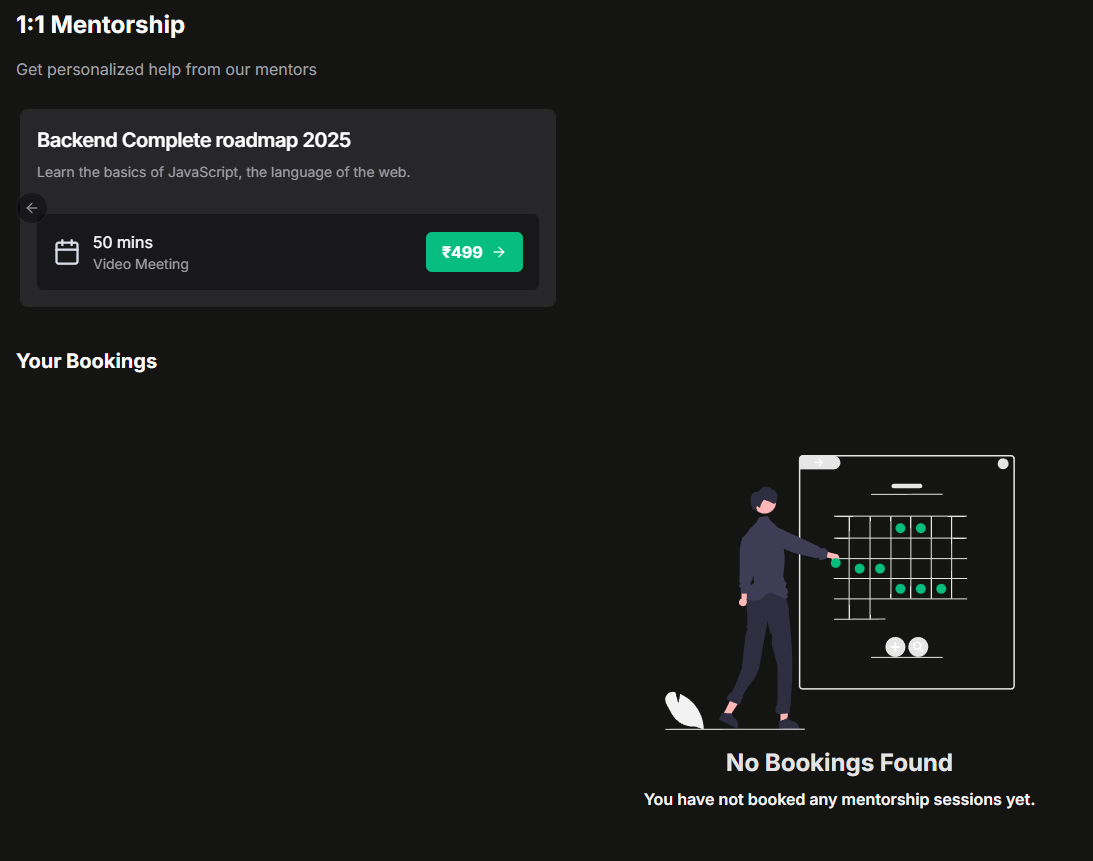 1:1 Mentorship
Get personalized help from our mentors
Backend Complete roadmap 2025
Learn the basics of JavaScript, the language of the web.
50 mins
Video Meeting
₹499
Your Bookings
No Bookings Found
You have not booked any mentorship sessions yet.